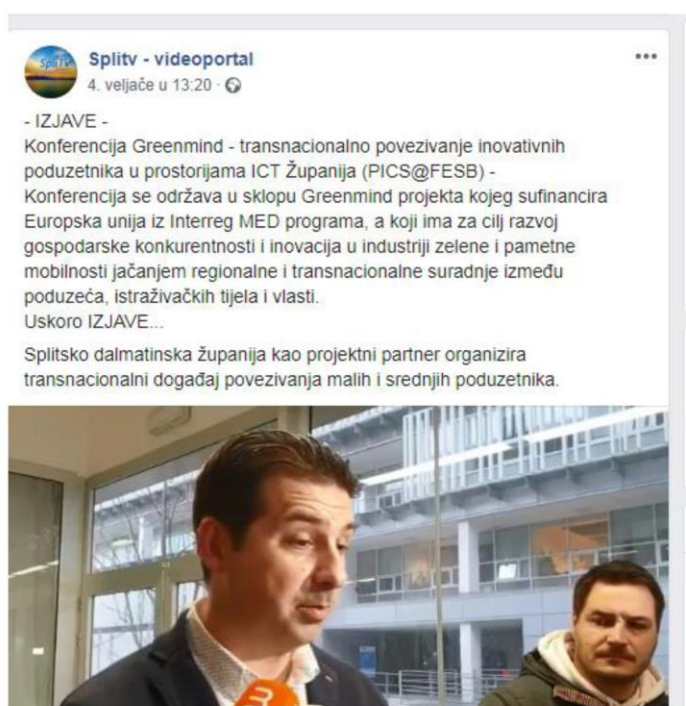 SplitV
Splitv - videoportal
4. veljače u 13:20 ·
- IZJAVE -
Konferencija Greenmind - transnacionalno povezivanje inovativnih
poduzetnika u prostorijama ICT Županija (PICS@FESB) -
Konferencija se održava u sklopu Greenmind projekta kojeg sufinancira
Europska unija iz Interreg MED programa, a koji ima za cilj razvoj
gospodarske konkurentnosti i inovacija u industriji zelene i pametne
mobilnosti jačanjem regionalne i transnacionalne suradnje između
poduzeća, istraživačkih tijela i vlasti.
Uskoro IZJAVE...
Splitsko dalmatinska županija kao projektni partner organizira
transnacionalni događaj povezivanja malih i srednjih poduzetnika.